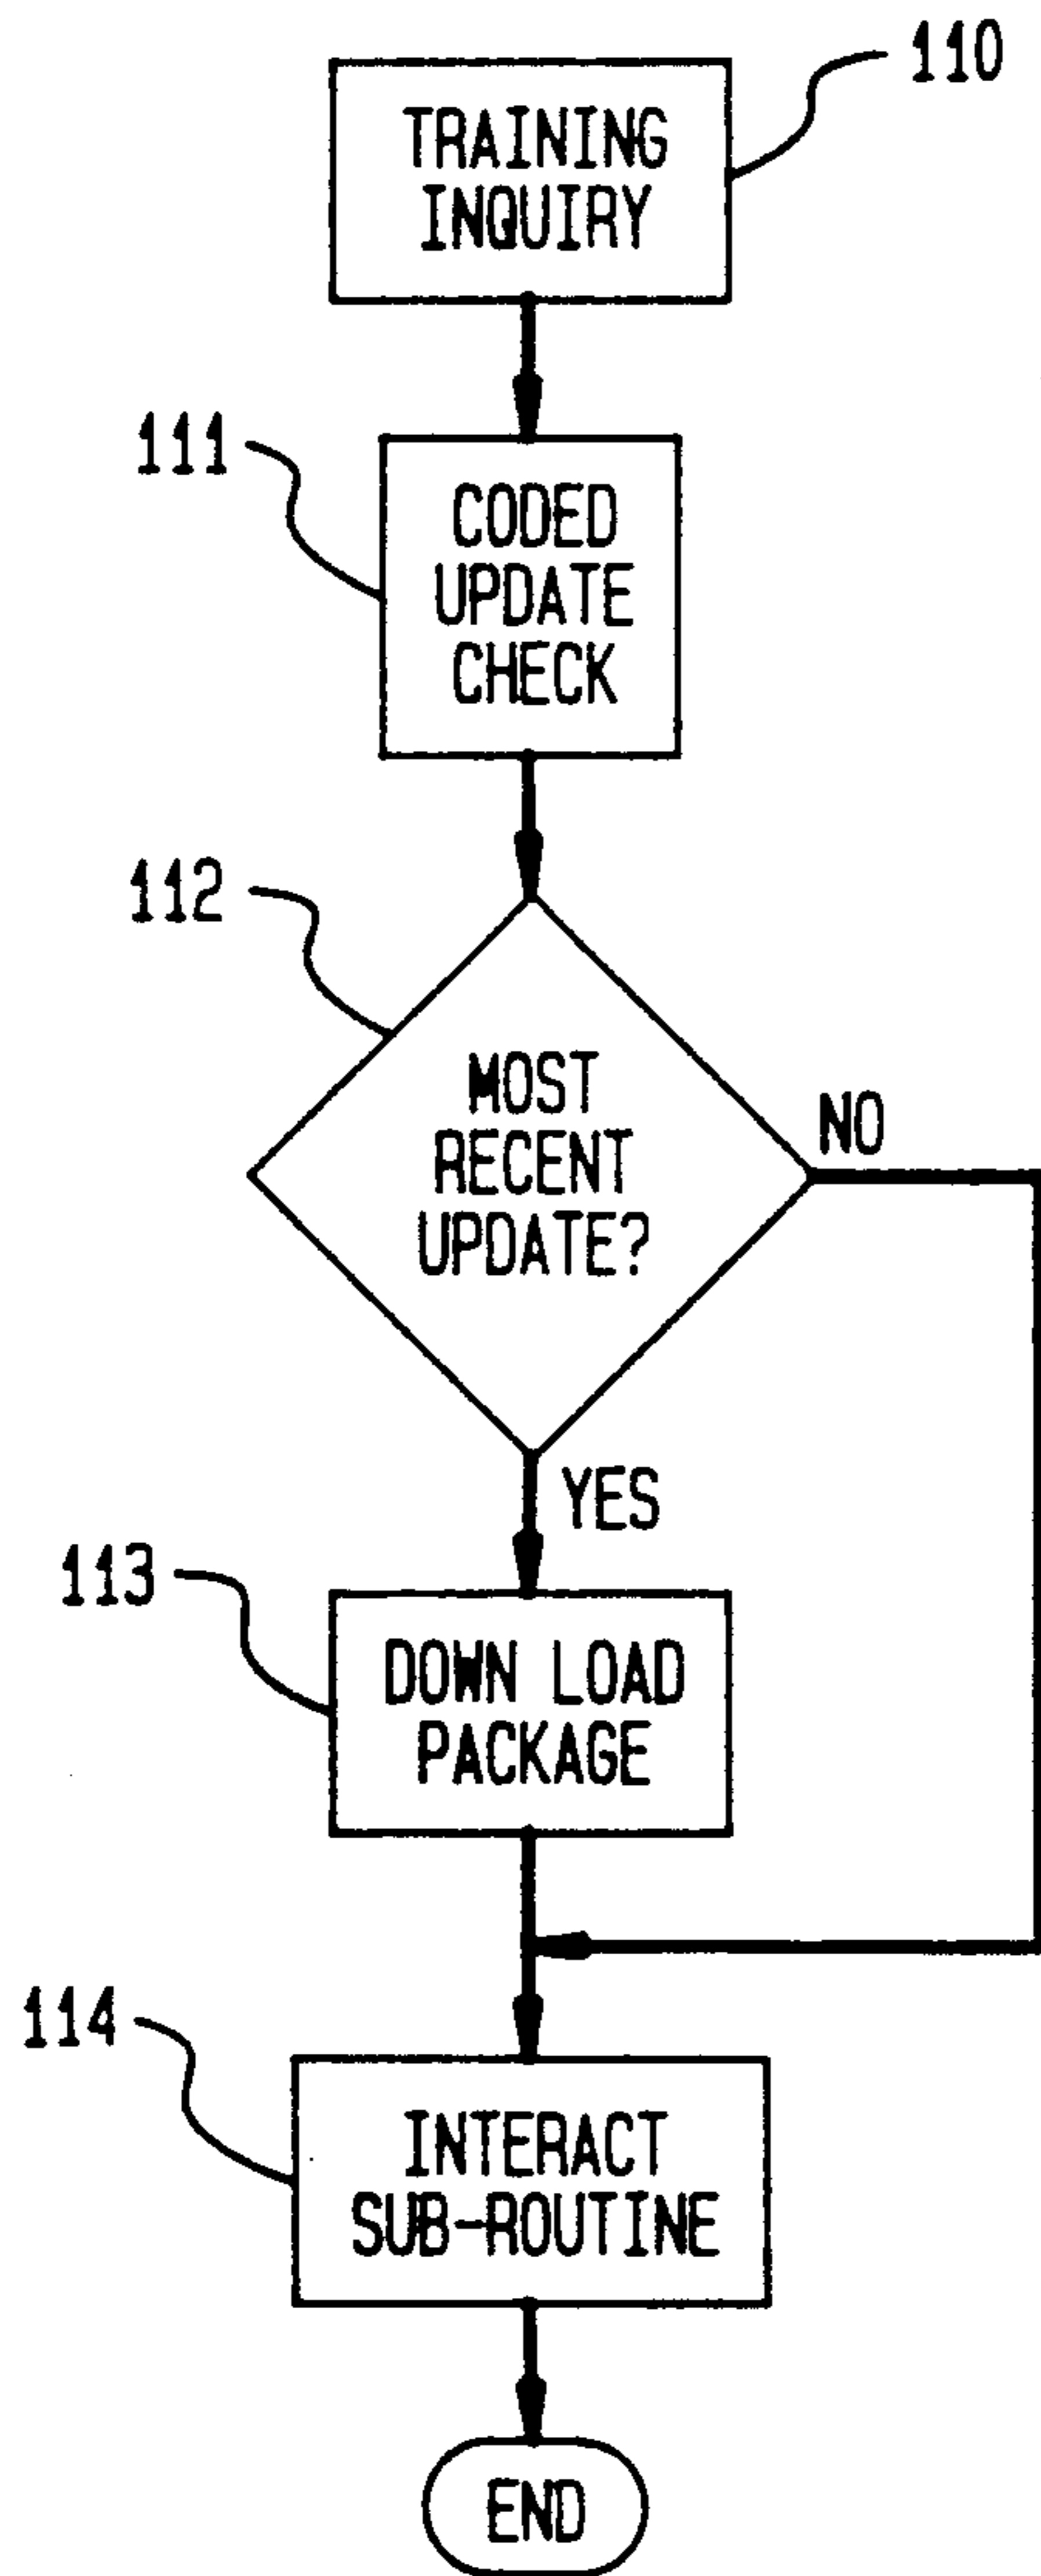 110
TRAINING
INQUIRY
111
CODED
UPDATE
CHECK
112
MOST
RECENT
UPDATE?
NO
YES
113
DOWN LOAD
PACKAGE
114
INTERACT
SUB-ROUTINE
END